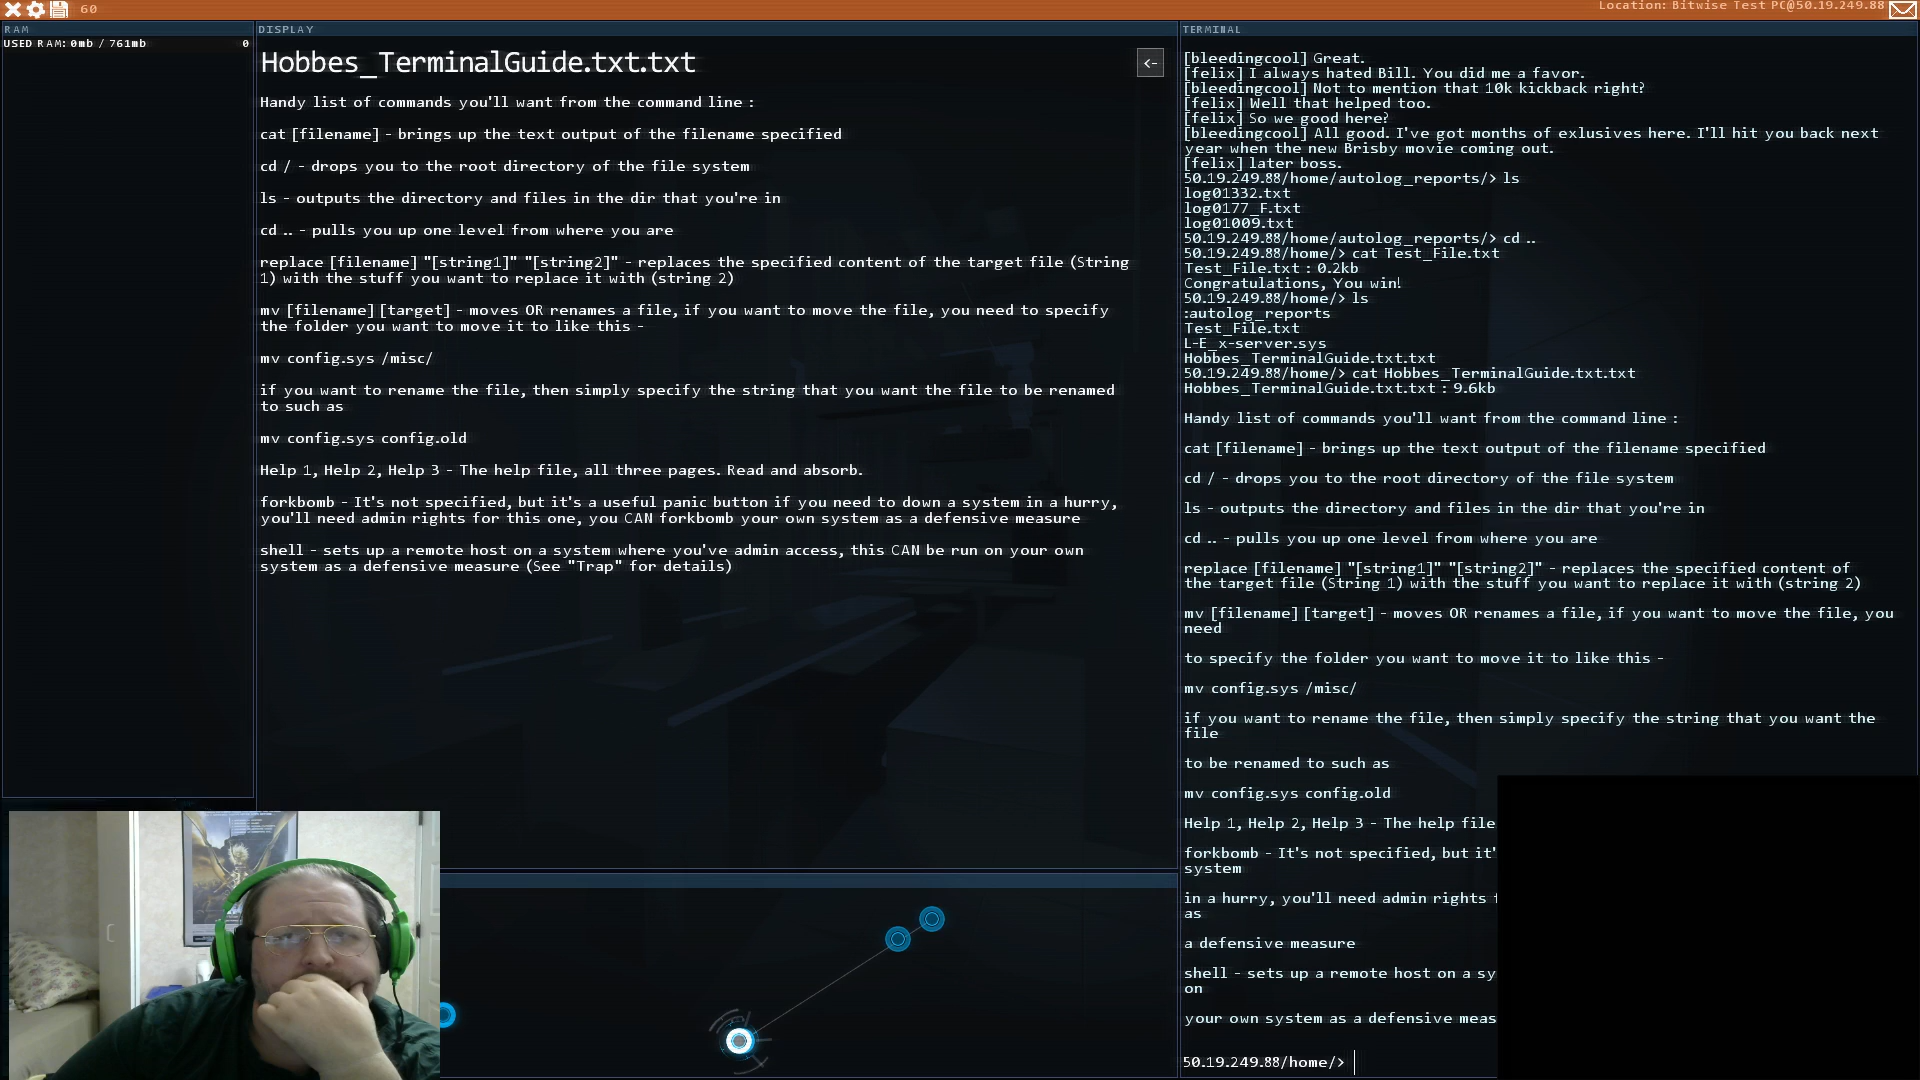 60
Location: Bitwise Test PC@50.19.249.88
RAM
USED RAM: 0mb / 761mb 0
DISPLAY
Hobbes_TerminalGuide.txt.txt
<-
Handy list of commands you'll want from the command line :
cat [filename] - brings up the text output of the filename specified
cd / - drops you to the root directory of the file system
ls - outputs the directory and files in the dir that you're in
cd .. - pulls you up one level from where you are
replace [filename] "[string1]" "[string2]" - replaces the specified content of the target file (String
1) with the stuff you want to replace it with (string 2)
mv [filename] [target] - moves OR renames a file, if you want to move the file, you need to specify
the folder you want to move it to like this -
mv config.sys /misc/
if you want to rename the file, then simply specify the string that you want the file to be renamed
to such as
mv config.sys config.old
Help 1, Help 2, Help 3 - The help file, all three pages. Read and absorb.
forkbomb - It's not specified, but it's a useful panic button if you need to down a system in a hurry,
you'll need admin rights for this one, you CAN forkbomb your own system as a defensive measure
shell - sets up a remote host on a system where you've admin access, this CAN be run on your own
system as a defensive measure (See "Trap" for details)
TERMINAL
[bleedingcool] Great.
[felix] I always hated Bill. You did me a favor.
[bleedingcool] Not to mention that 10k kickback right?
[felix] Well that helped too.
[felix] So we good here?
[bleedingcool] All good. I've got months of exlusives here. I'll hit you back next
year when the new Brisby movie coming out.
[felix] later boss.
50.19.249.88/home/autolog_reports/> ls
log01332.txt
log0177_F.txt
log01009.txt
50.19.249.88/home/autolog_reports/> cd ..
50.19.249.88/home/> cat Test_File.txt
Test_File.txt : 0.2kb
Congratulations, You win!
50.19.249.88/home/> ls
:autolog_reports
Test_File.txt
L-E_x-server.sys
Hobbes_TerminalGuide.txt.txt
50.19.249.88/home/> cat Hobbes_TerminalGuide.txt.txt
Hobbes_TerminalGuide.txt.txt : 9.6kb
Handy list of commands you'll want from the command line :
cat [filename] - brings up the text output of the filename specified
cd / - drops you to the root directory of the file system
ls - outputs the directory and files in the dir that you're in
cd .. - pulls you up one level from where you are
replace [filename] "[string1]" "[string2]" - replaces the specified content of
the target file (String 1) with the stuff you want to replace it with (string 2)
mv [filename] [target] - moves OR renames a file, if you want to move the file, you
need
to specify the folder you want to move it to like this -
mv config.sys /misc/
if you want to rename the file, then simply specify the string that you want the
file
to be renamed to such as
mv config.sys config.old
Help 1, Help 2, Help 3 - The help file
forkbomb - It's not specified, but it'
system
in a hurry, you'll need admin rights
as
a defensive measure
shell - sets up a remote host on a sy
on
your own system as a defensive meas
50.19.249.88/home/>